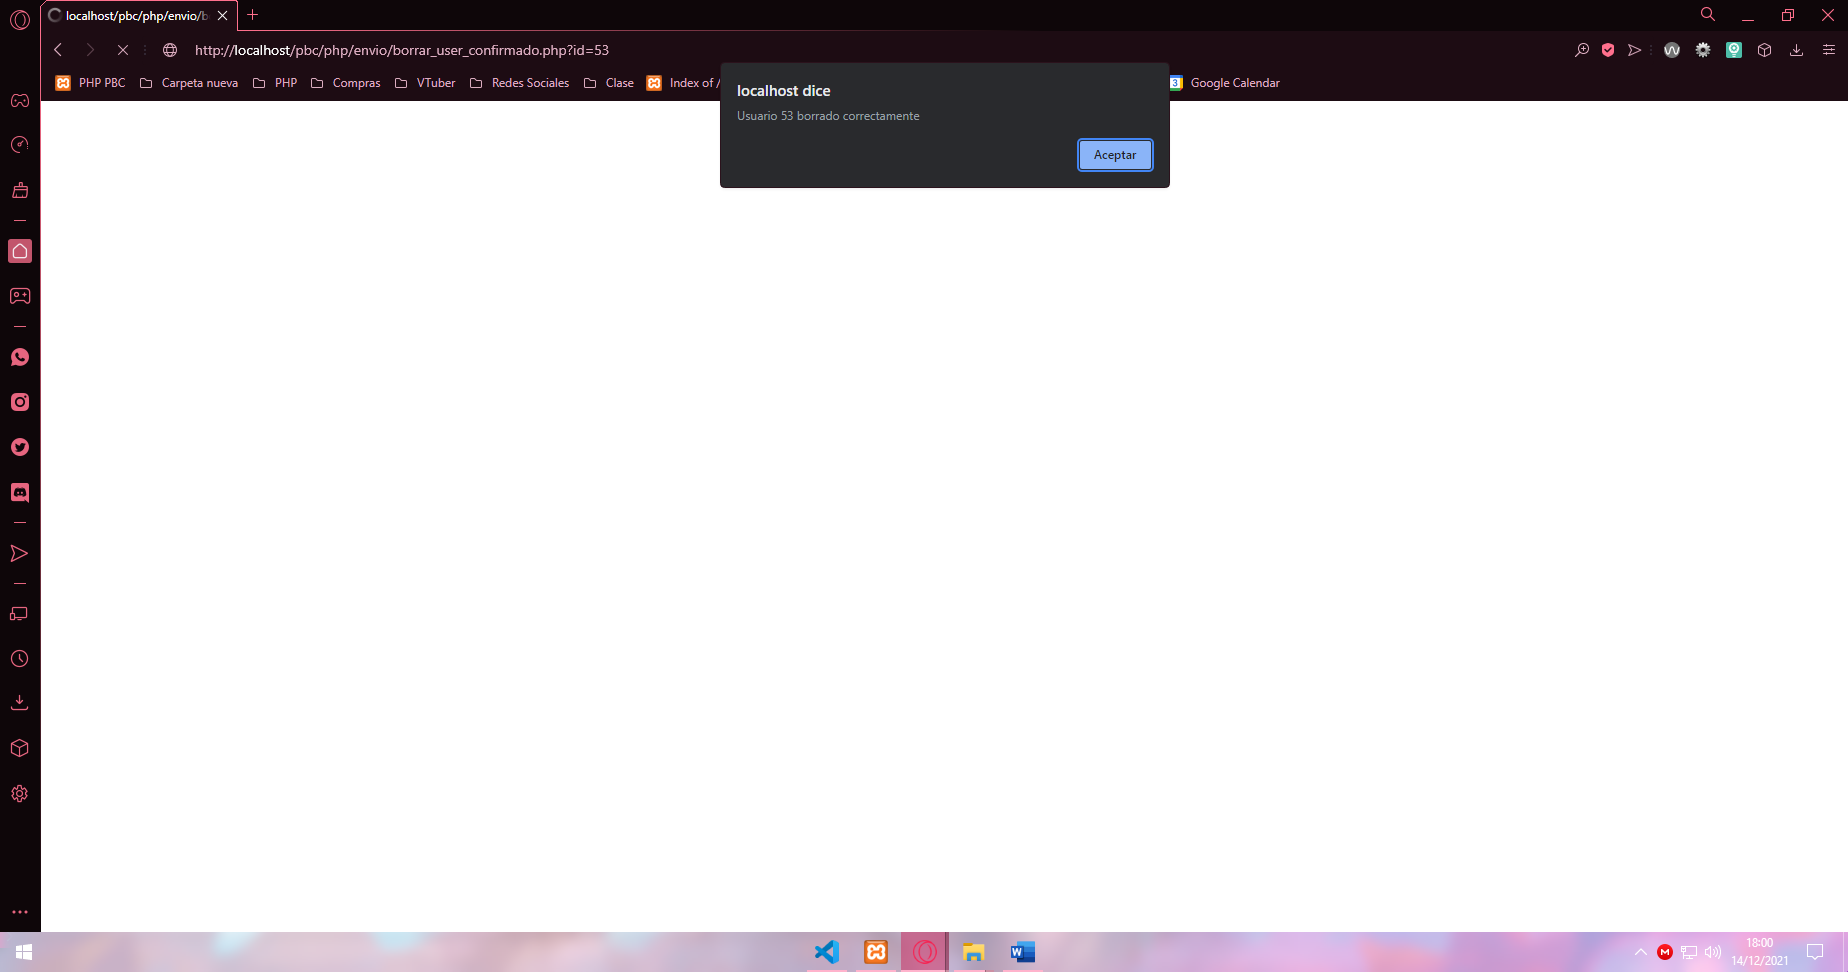 localhost/pbc/php/envio/b
http://localhost/pbc/php/envio/borrar_user_confirmado.php?id=53
PHP PBC Carpeta nueva PHP Compras VTuber Redes Sociales Clase Index of / Google Calendar
localhost dice
Usuario 53 borrado correctamente
Aceptar
18:00
14/12/2021